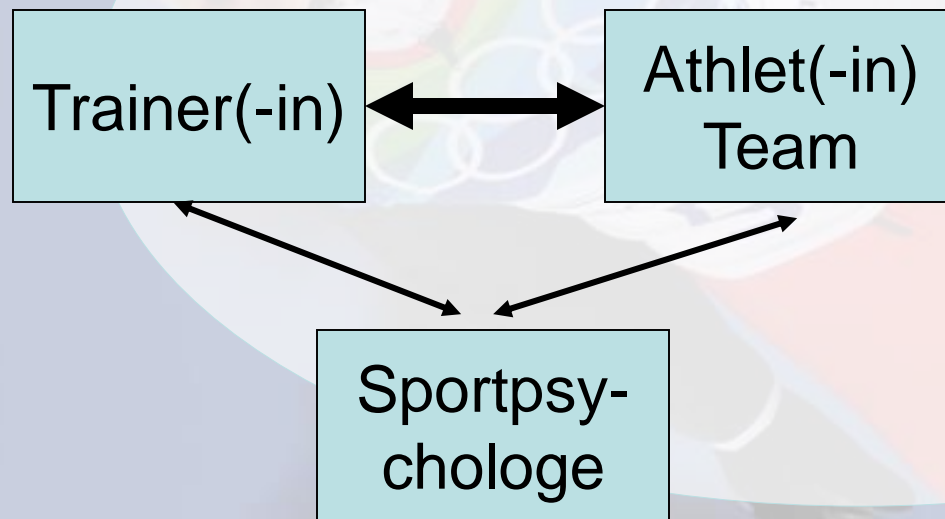 Trainer(-in)
Athlet(-in)
Team
Sportpsy-
chologe